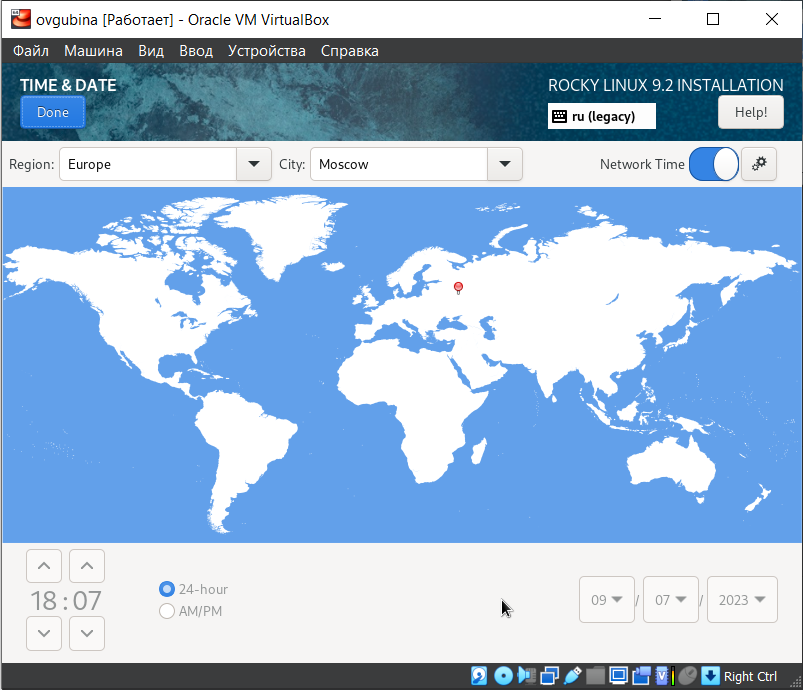 ovgubina [Работает] - Oracle VM VirtualBox
Файл Машина Вид Ввод Устройства Справка
TIME & DATE
ROCKY LINUX 9.2 INSTALLATION
Done
ru (legacy)
Help!
Region: Europe City: Moscow Network Time
18:07
24-hour
AM/PM
09 / 07 / 2023
Right Ctrl